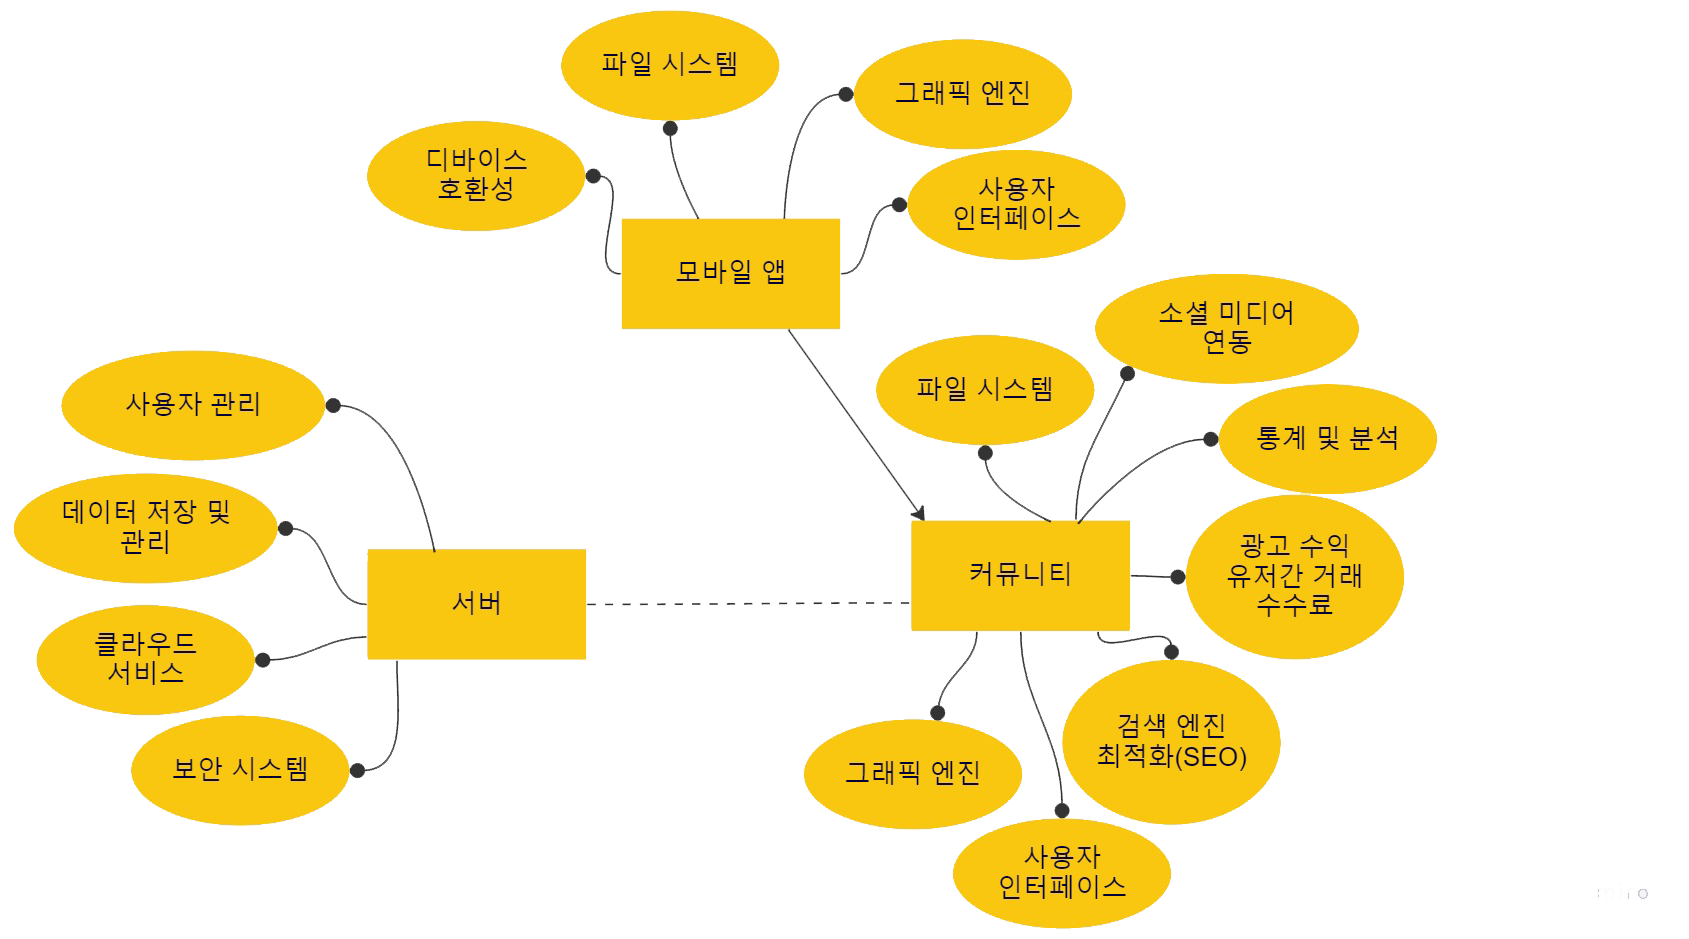 파일 시스템
그래픽 엔진
디바이스
호환성
사용자
인터페이스
모바일 앱
소셜 미디어
연동
파일 시스템
통계 및 분석
사용자 관리
데이터 저장 및
관리
서버
클라우드
서비스
보안 시스템
커뮤니티
광고 수익
유저간 거래
수수료
검색 엔진
최적화(SEO)
그래픽 엔진
사용자
인터페이스